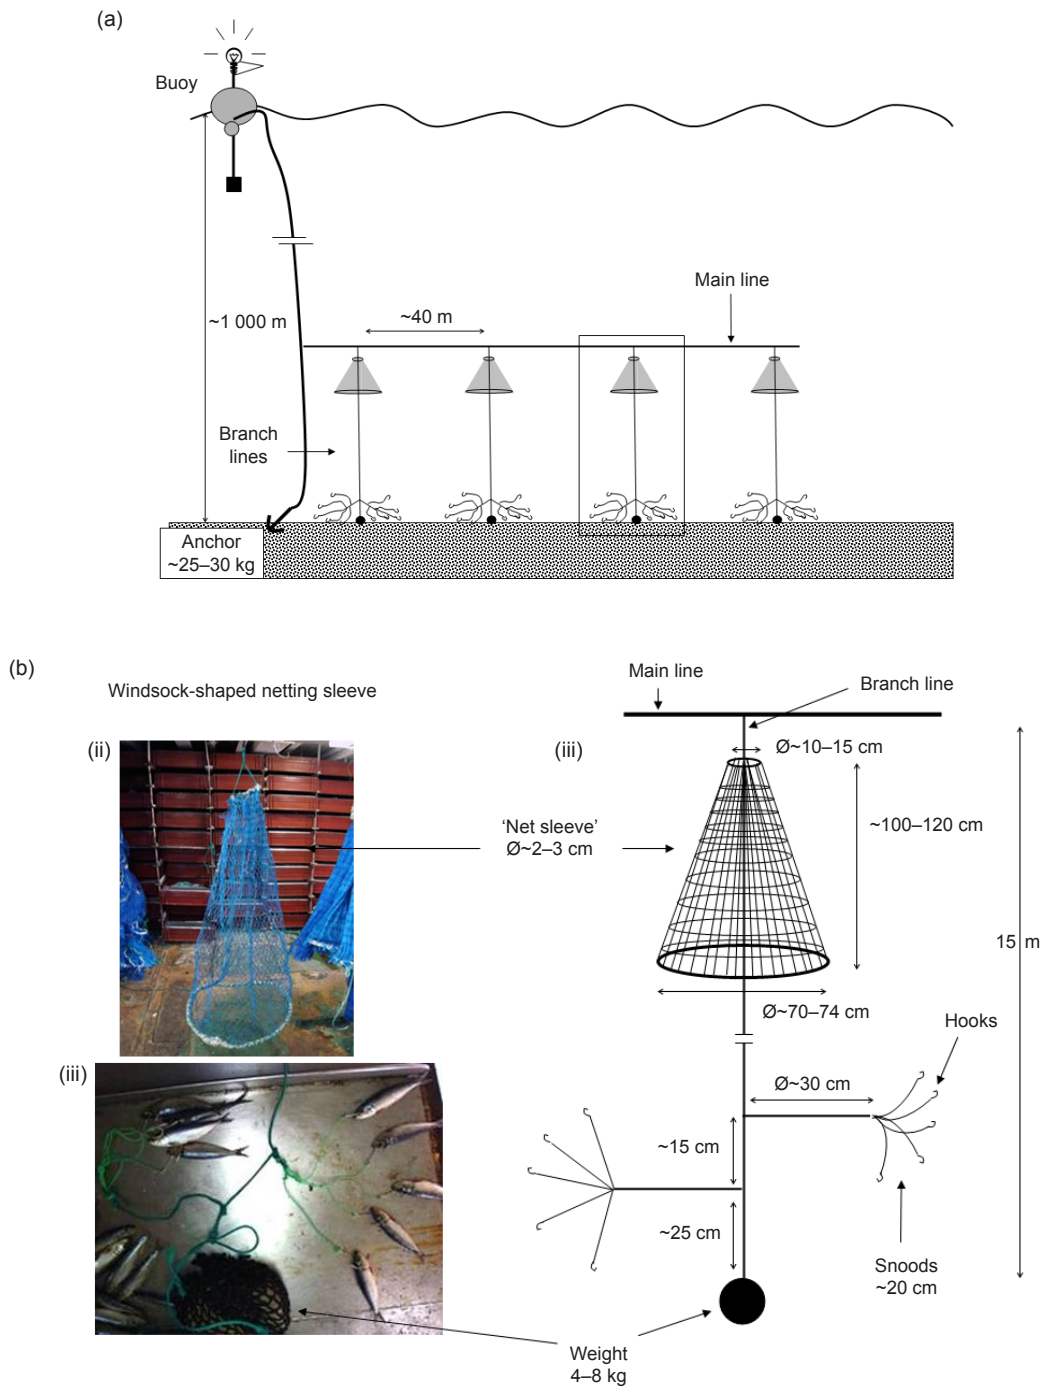 (a)
Buoy
Main line
~40 m
~1 000 m
Branch
lines
Anchor
~25–30 kg
(b)
Windsock-shaped netting sleeve
Main line
Branch line
(ii)
(iii)
Ø~10–15 cm
‘Net sleeve’
Ø~2–3 cm
~100–120 cm
15 m
Ø~70–74 cm
Hooks
(iii)
Ø~30 cm
~15 cm
~25 cm
Snoods
~20 cm
Weight
4–8 kg